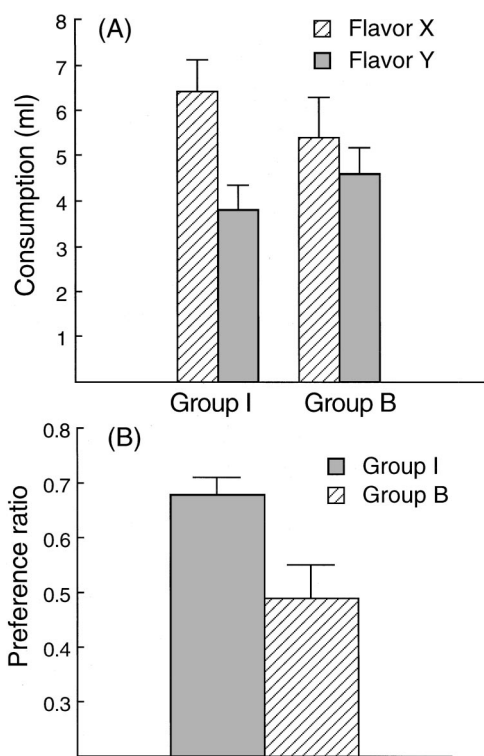 (A)
Flavor X
Flavor Y
Consumption (ml)
8
7
6
5
4
3
2
1
Group I
Group B
(B)
Group I
Group B
Preference ratio
0.8
0.7
0.6
0.5
0.4
0.3